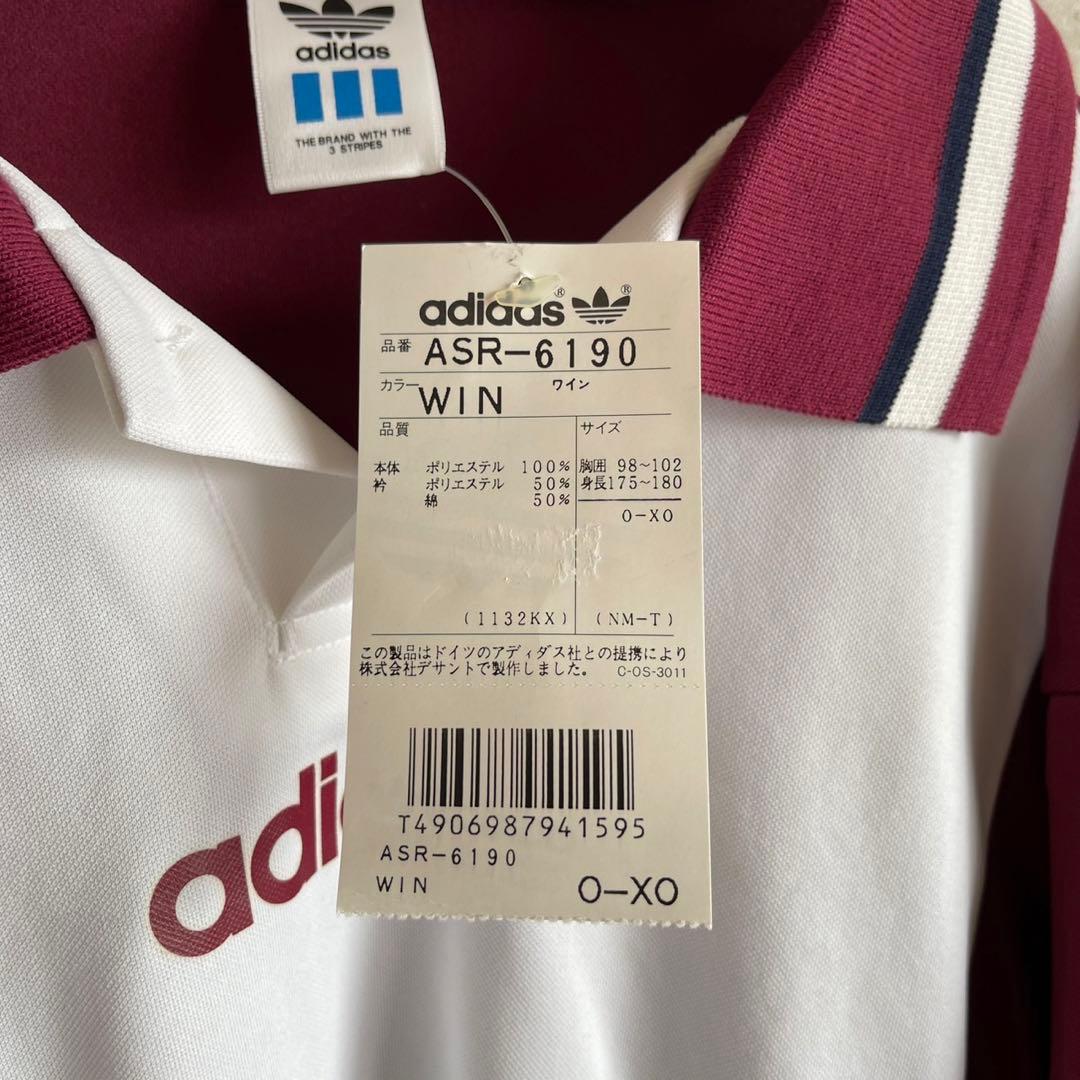 adidas
THE BRAND WITH THE
3 STRIPES
adidas® ®
品番 ASR-6190
カラー WIN ワイン
品質 サイズ
本体 ポリエステル 100% 胸囲 98~102
衿 ポリエステル 50% 身長175~180
綿 50%
O-XO
(1132KX) (NM-T)
この製品はドイツのアディダス社との提携により
株式会社デサントで製作しました。 C-OS-3011
T4906987941595
ASR-6190
WIN O-XO
adi